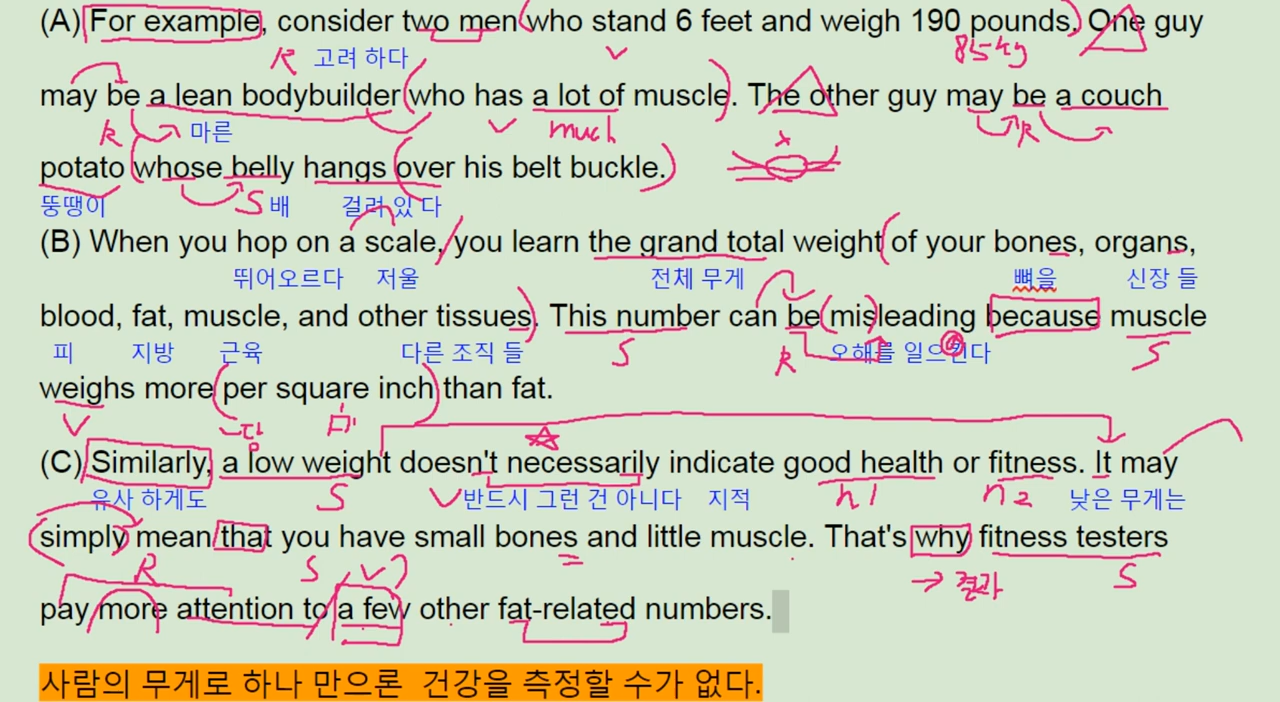 (A) For example, consider two men who stand 6 feet and weigh 190 pounds. One guy
R 고려 하다 V 85kg
may be a lean bodybuilder who has a lot of muscle. The other guy may be a couch
R 마른 V much R
potato whose belly hangs over his belt buckle.
뚱땡이 S 배 걸려 있 다
(B) When you hop on a scale, you learn the grand total weight of your bones, organs,
뛰어오르다 저울 전체 무게 뼈을 신장 들
blood, fat, muscle, and other tissues. This number can be misleading because muscle
피 지방 근육 다른 조직 들 S R 오해를 일으킨다 S
weighs more per square inch than fat.
V ~당
(C) Similarly, a low weight doesn't necessarily indicate good health or fitness. It may
유사 하게도 S V 반드시 그런 건 아니다 지적 n1 n2 낮은 무게는
simply mean that you have small bones and little muscle. That's why fitness testers
R S V → 결과 S
pay more attention to a few other fat-related numbers.
사람의 무게로 하나 만으론 건강을 측정할 수가 없다.